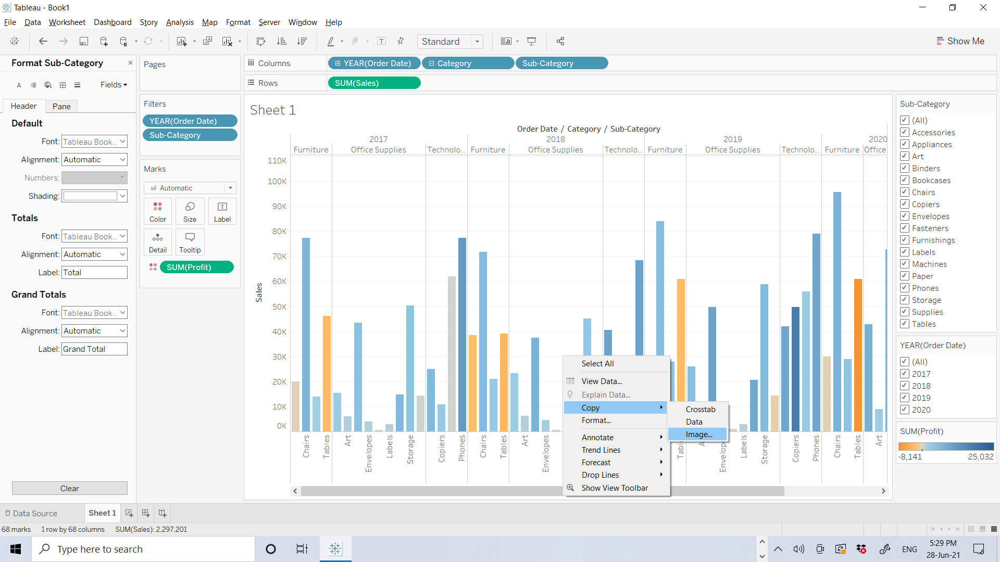 Tableau - Book1
File Data Worksheet Dashboard Story Analysis Map Format Server Window Help
Standard
Show Me
Format Sub-Category
Fields
Header Pane
Default
Font: Tableau Book..
Alignment: Automatic
Numbers:
Shading:
Totals
Font: Tableau Book..
Alignment: Automatic
Label: Total
Grand Totals
Font: Tableau Book..
Alignment: Automatic
Label: Grand Total
Clear
Pages
Filters
YEAR(Order Date)
Sub-Category
Marks
Automatic
Color Size Label
Detail Tooltip
SUM(Profit)
Columns YEAR(Order Date) Category Sub-Category
Rows SUM(Sales)
Sheet 1
Order Date / Category / Sub-Category
2017 2018 2019 2020
Furniture Office Supplies Technolo.. Furniture Office Supplies Technolo.. Furniture Office Supplies Technolo.. Furniture Office
110K
100K
90K
80K
70K
60K
50K
40K
30K
20K
10K
0K
Sales
Chairs Tables Art Envelopes Labels Storage Copiers Phones Chairs Tables Art Envelopes Labels Storage Copiers Phones Chairs Tables Art
Select All
View Data...
Explain Data...
Copy
Format...
Annotate
Trend Lines
Forecast
Drop Lines
Show View Toolbar
Crosstab
Data
Image...
Sub-Category
(All)
Accessories
Appliances
Art
Binders
Bookcases
Chairs
Copiers
Envelopes
Fasteners
Furnishings
Labels
Machines
Paper
Phones
Storage
Supplies
Tables
YEAR(Order Date)
(All)
2017
2018
2019
2020
SUM(Profit)
-8,141 25,032
Data Source Sheet 1
68 marks 1 row by 68 columns SUM(Sales): 2,297,201
Type here to search
ENG
5:29 PM
28-Jun-21